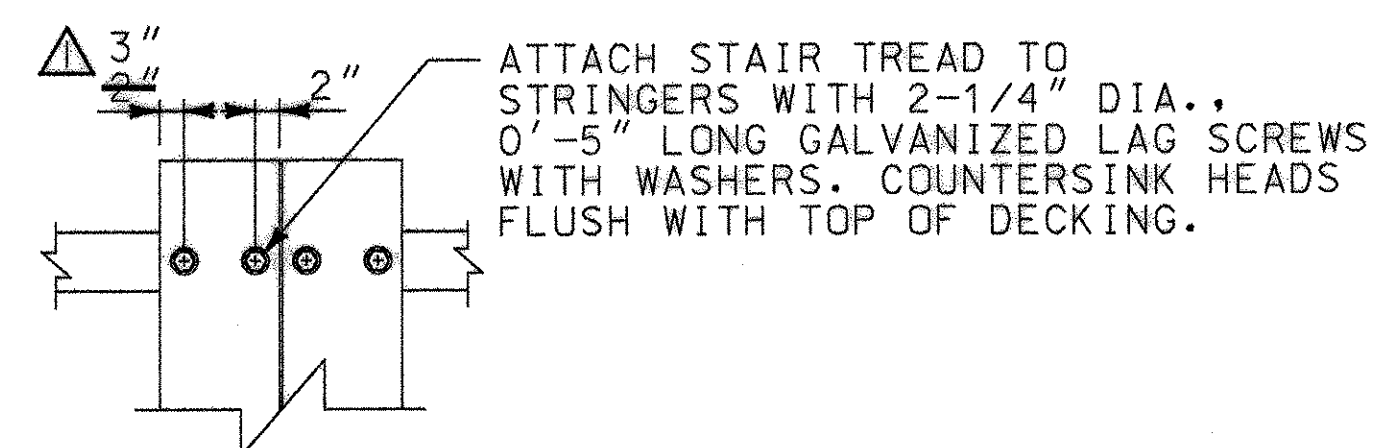 1 3"
2" 2"
ATTACH STAIR TREAD TO
STRINGERS WITH 2-1/4" DIA.,
0'-5" LONG GALVANIZED LAG SCREWS
WITH WASHERS. COUNTERSINK HEADS
FLUSH WITH TOP OF DECKING.